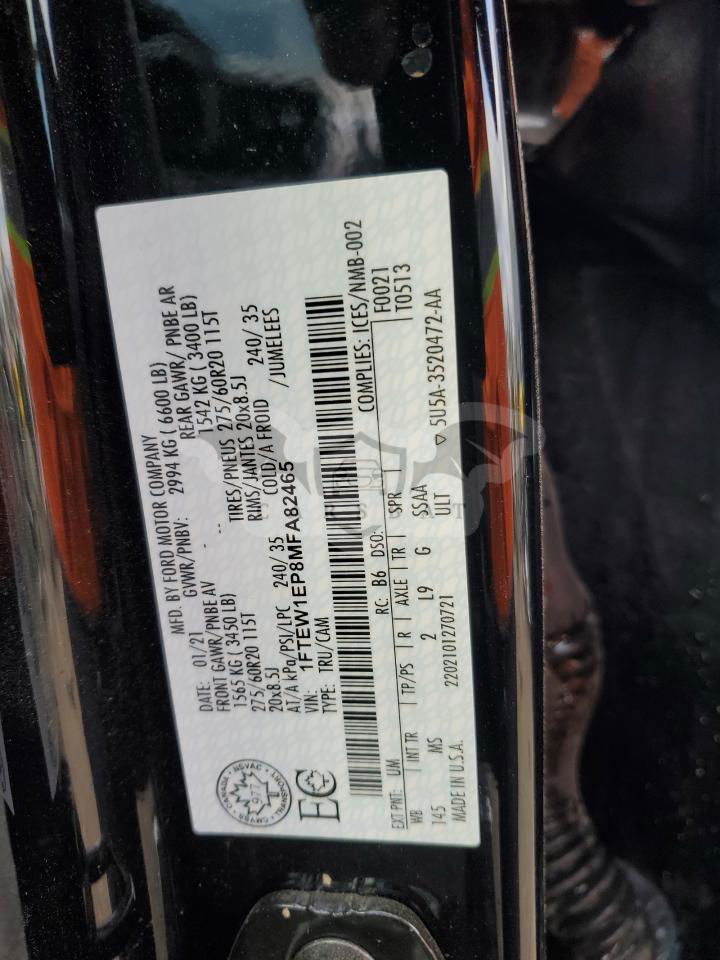 MFD. BY FORD MOTOR COMPANY
DATE: 01/21 GVWR/PNBV: 2994 KG ( 6600 LB)
FRONT GAWR/PNBE AV REAR GAWR/ PNBE AR
1565 KG ( 3450 LB) - 1542 KG ( 3400 LB)
275/60R20 115T -- TIRES/PNEUS 275/60R20 115T
20x8.5J RIMS/JANTES 20x8.5J
AT/A kPa/PSI/LPC 240/ 35 COLD/A FROID 240/ 35
VIN: 1FTEW1EP8MFA82465 /JUMELEES
TYPE: TRU/CAM
EC
COMPLIES: ICES/NMB-002
EXT PNT: UM RC: B6 DSO: F0021
WB INT TR TP/PS R AXLE TR SPR T0513
145 MS 2 L9 G SSAA
ULT
MADE IN U.S.A. 2202101270721 5U5A-3520472-AA